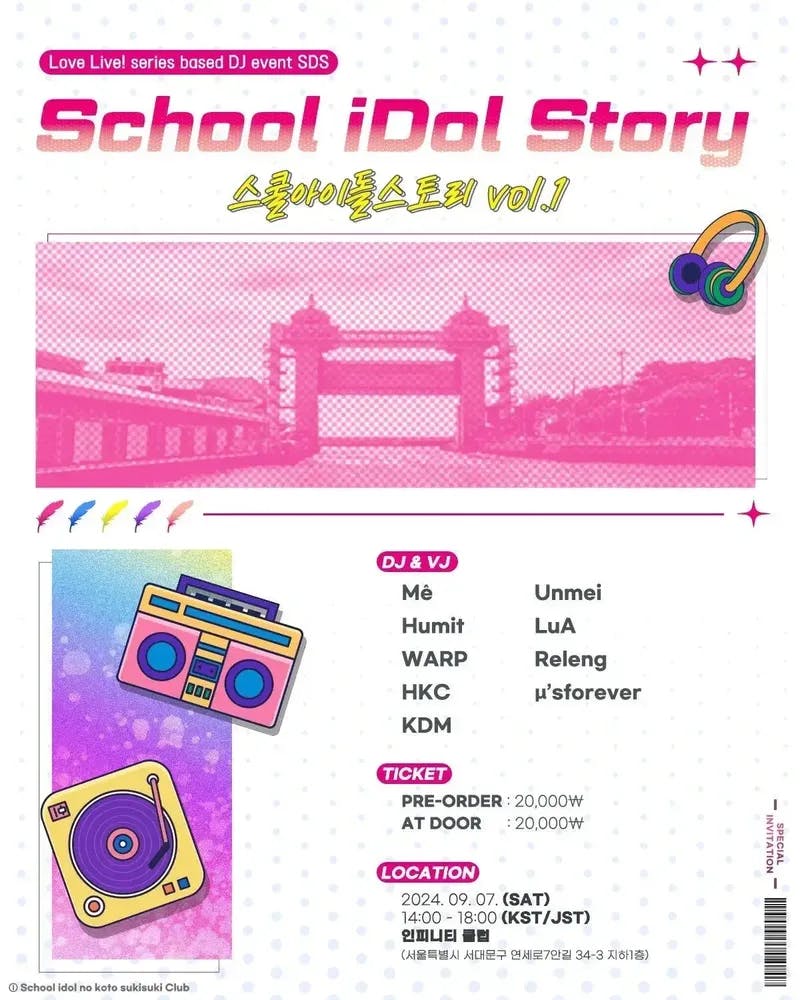 Love Live! series based DJ event SDS
School iDol Story
스쿨아이돌스토리 vol.1
DJ & VJ
Mê Unmei
Humit LuA
WARP Releng
HKC μ'sforever
KDM
TICKET
PRE-ORDER : 20,000₩
AT DOOR : 20,000₩
LOCATION
2024. 09. 07. (SAT)
14:00 - 18:00 (KST/JST)
인피니티 클럽
(서울특별시 서대문구 연세로7안길 34-3 지하1층)
SPECIAL
INVITATION
ⓘ School idol no koto sukisuki Club